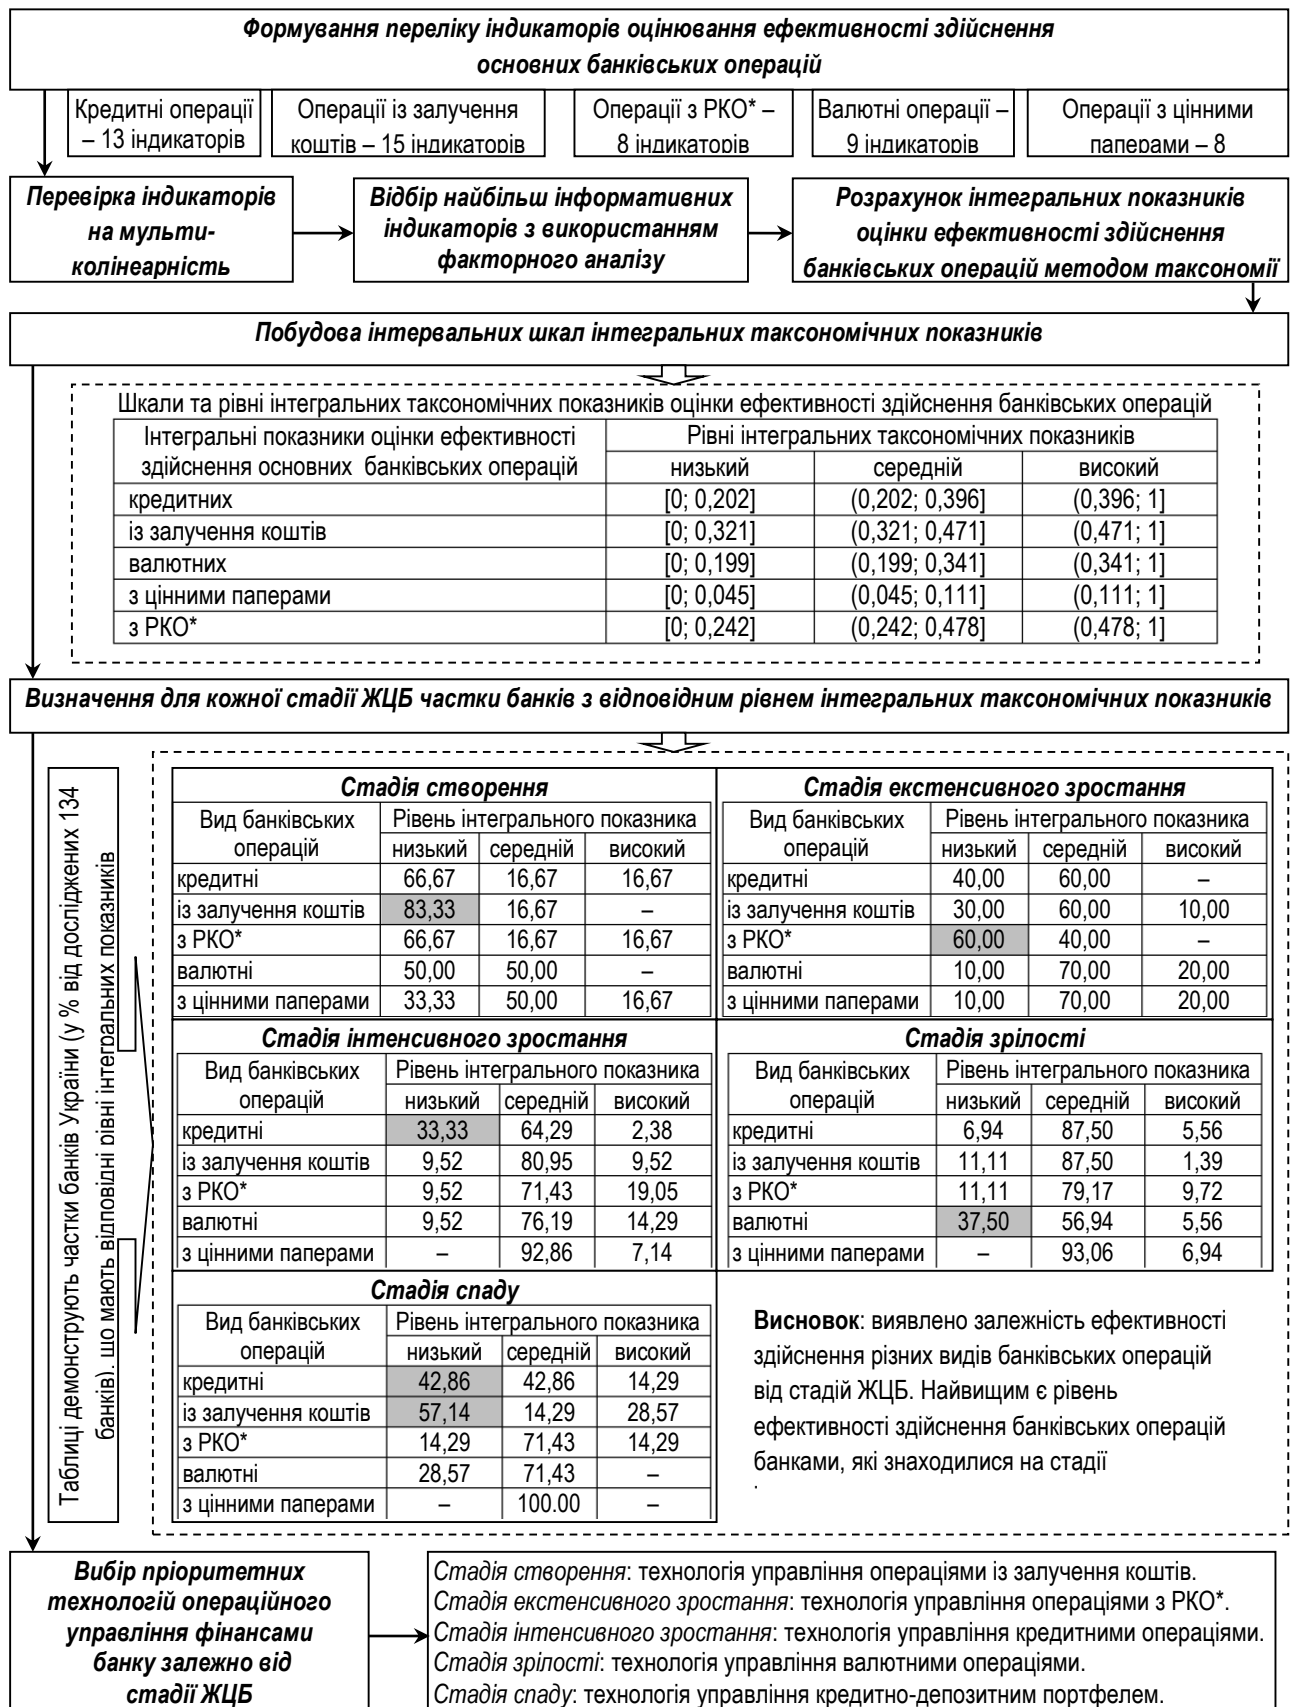 Формування переліку індикаторів оцінювання ефективності здійснення
основних банківських операцій
Кредитні операції
– 13 індикаторів
Операції із залучення
коштів – 15 індикаторів
Операції з РКО* –
8 індикаторів
Валютні операції –
9 індикаторів
Операції з цінними
паперами – 8
Перевірка індикаторів
на мульти-
колінеарність
Відбір найбільш інформативних
індикаторів з використанням
факторного аналізу
Розрахунок інтегральних показників
оцінки ефективності здійснення
банківських операцій методом таксономії
Побудова інтервальних шкал інтегральних таксономічних показників
Шкали та рівні інтегральних таксономічних показників оцінки ефективності здійснення банківських операцій
Інтегральні показники оцінки ефективності
здійснення основних банківських операцій
Рівні інтегральних таксономічних показників
низький середній високий
кредитних [0; 0,202] (0,202; 0,396] (0,396; 1]
із залучення коштів [0; 0,321] (0,321; 0,471] (0,471; 1]
валютних [0; 0,199] (0,199; 0,341] (0,341; 1]
з цінними паперами [0; 0,045] (0,045; 0,111] (0,111; 1]
з РКО* [0; 0,242] (0,242; 0,478] (0,478; 1]
Визначення для кожної стадії ЖЦБ частки банків з відповідним рівнем інтегральних таксономічних показників
Таблиці демонструють частки банків України (у % від досліджених 134
банків), що мають відповідні рівні інтегральних показників
Стадія створення
Вид банківських
операцій
Рівень інтегрального показника
низький середній високий
кредитні 66,67 16,67 16,67
із залучення коштів 83,33 16,67 –
з РКО* 66,67 16,67 16,67
валютні 50,00 50,00 –
з цінними паперами 33,33 50,00 16,67
Стадія екстенсивного зростання
Вид банківських
операцій
Рівень інтегрального показника
низький середній високий
кредитні 40,00 60,00 –
із залучення коштів 30,00 60,00 10,00
з РКО* 60,00 40,00 –
валютні 10,00 70,00 20,00
з цінними паперами 10,00 70,00 20,00
Стадія інтенсивного зростання
Вид банківських
операцій
Рівень інтегрального показника
низький середній високий
кредитні 33,33 64,29 2,38
із залучення коштів 9,52 80,95 9,52
з РКО* 9,52 71,43 19,05
валютні 9,52 76,19 14,29
з цінними паперами – 92,86 7,14
Стадія зрілості
Вид банківських
операцій
Рівень інтегрального показника
низький середній високий
кредитні 6,94 87,50 5,56
із залучення коштів 11,11 87,50 1,39
з РКО* 11,11 79,17 9,72
валютні 37,50 56,94 5,56
з цінними паперами – 93,06 6,94
Стадія спаду
Вид банківських
операцій
Рівень інтегрального показника
низький середній високий
кредитні 42,86 42,86 14,29
із залучення коштів 57,14 14,29 28,57
з РКО* 14,29 71,43 14,29
валютні 28,57 71,43 –
з цінними паперами – 100.00 –
Висновок: виявлено залежність ефективності
здійснення різних видів банківських операцій
від стадій ЖЦБ. Найвищим є рівень
ефективності здійснення банківських операцій
банками, які знаходилися на стадії
.
Вибір пріоритетних
технологій операційного
управління фінансами
банку залежно від
стадії ЖЦБ
Стадія створення: технологія управління операціями із залучення коштів.
Стадія екстенсивного зростання: технологія управління операціями з РКО*.
Стадія інтенсивного зростання: технологія управління кредитними операціями.
Стадія зрілості: технологія управління валютними операціями.
Стадія спаду: технологія управління кредитно-депозитним портфелем.